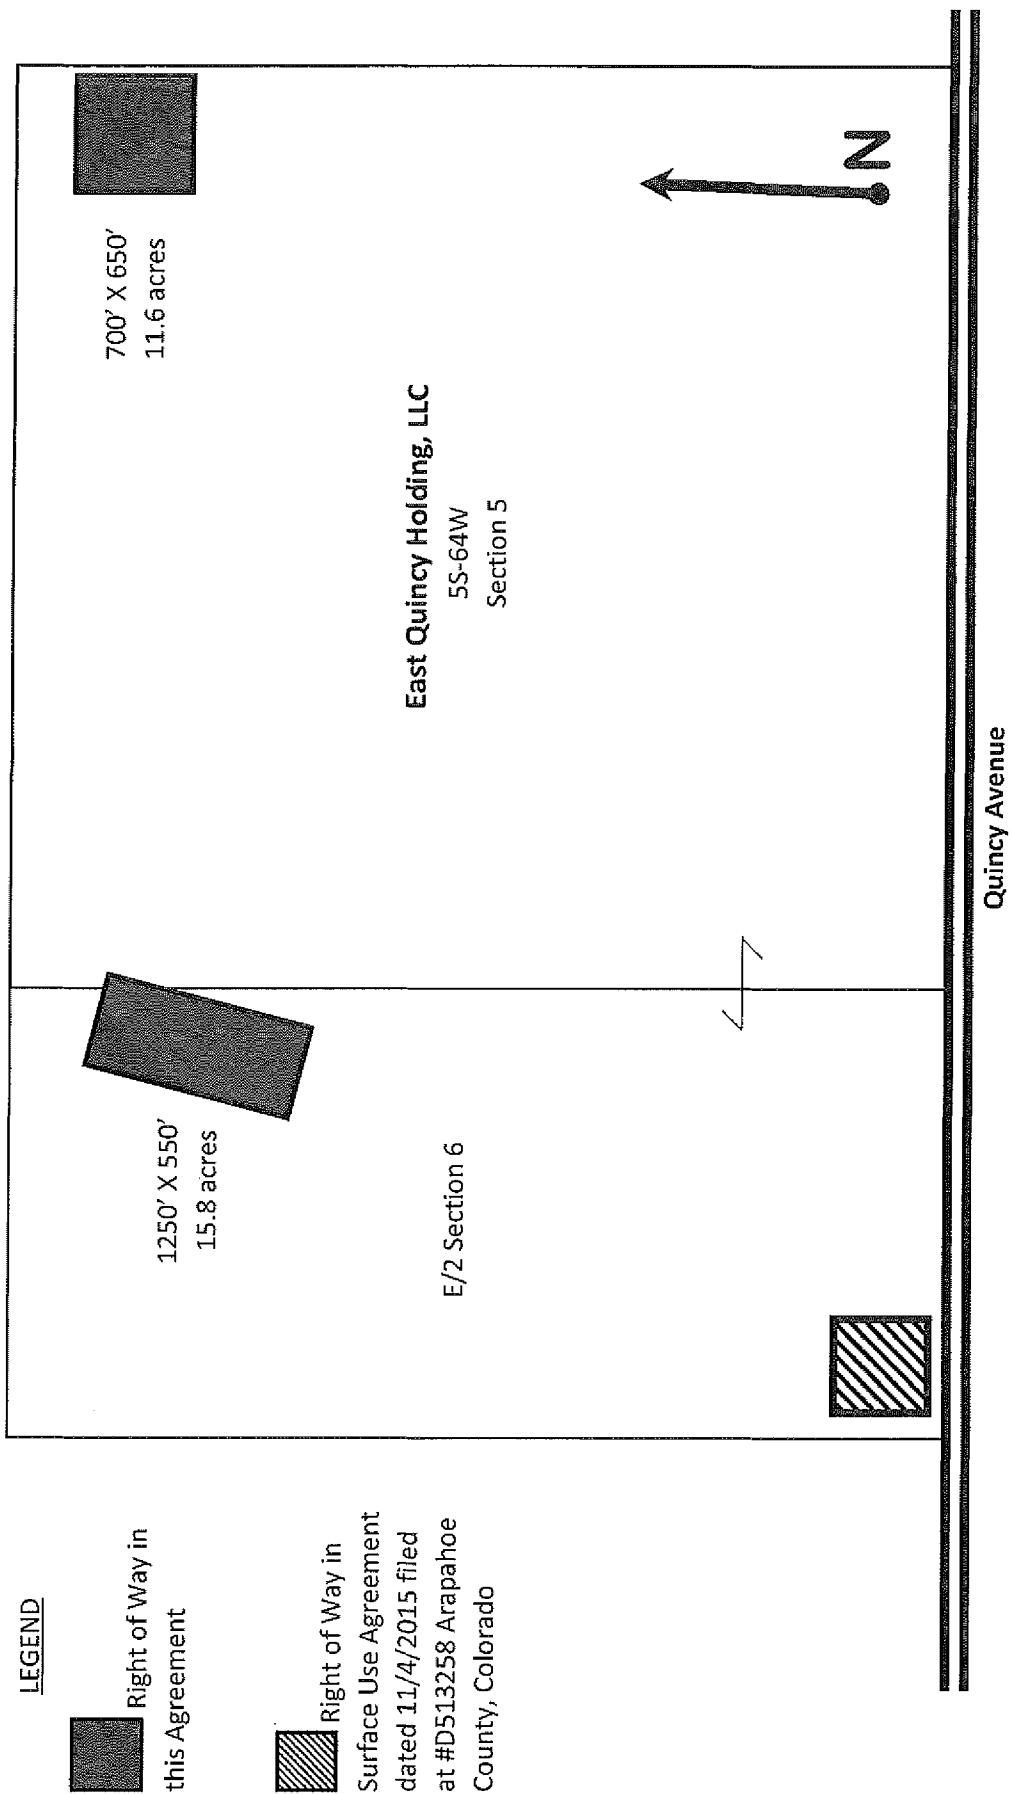 LEGEND
Right of Way in
this Agreement
Right of Way in
Surface Use Agreement
dated 11/4/2015 filed
at #D513258 Arapahoe
County, Colorado
1250' X 550'
15.8 acres
E/2 Section 6
700' X 650'
11.6 acres
East Quincy Holding, LLC
5S-64W
Section 5
N
Quincy Avenue